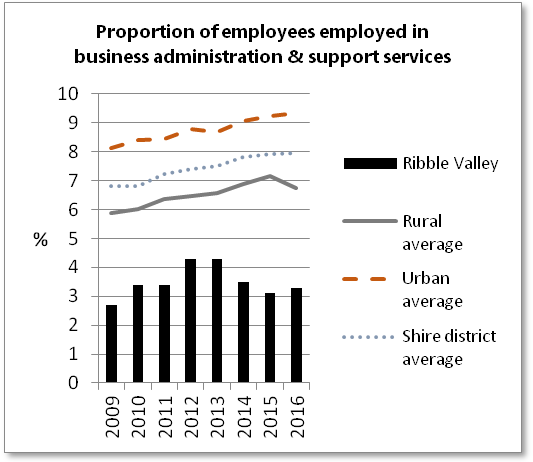 Proportion of employees employed in
business administration & support services
10
9
8
7
6
5
4
3
2
1
0
%
2009
2010
2011
2012
2013
2014
2015
2016
Ribble Valley
Rural
average
Urban
average
Shire district
average